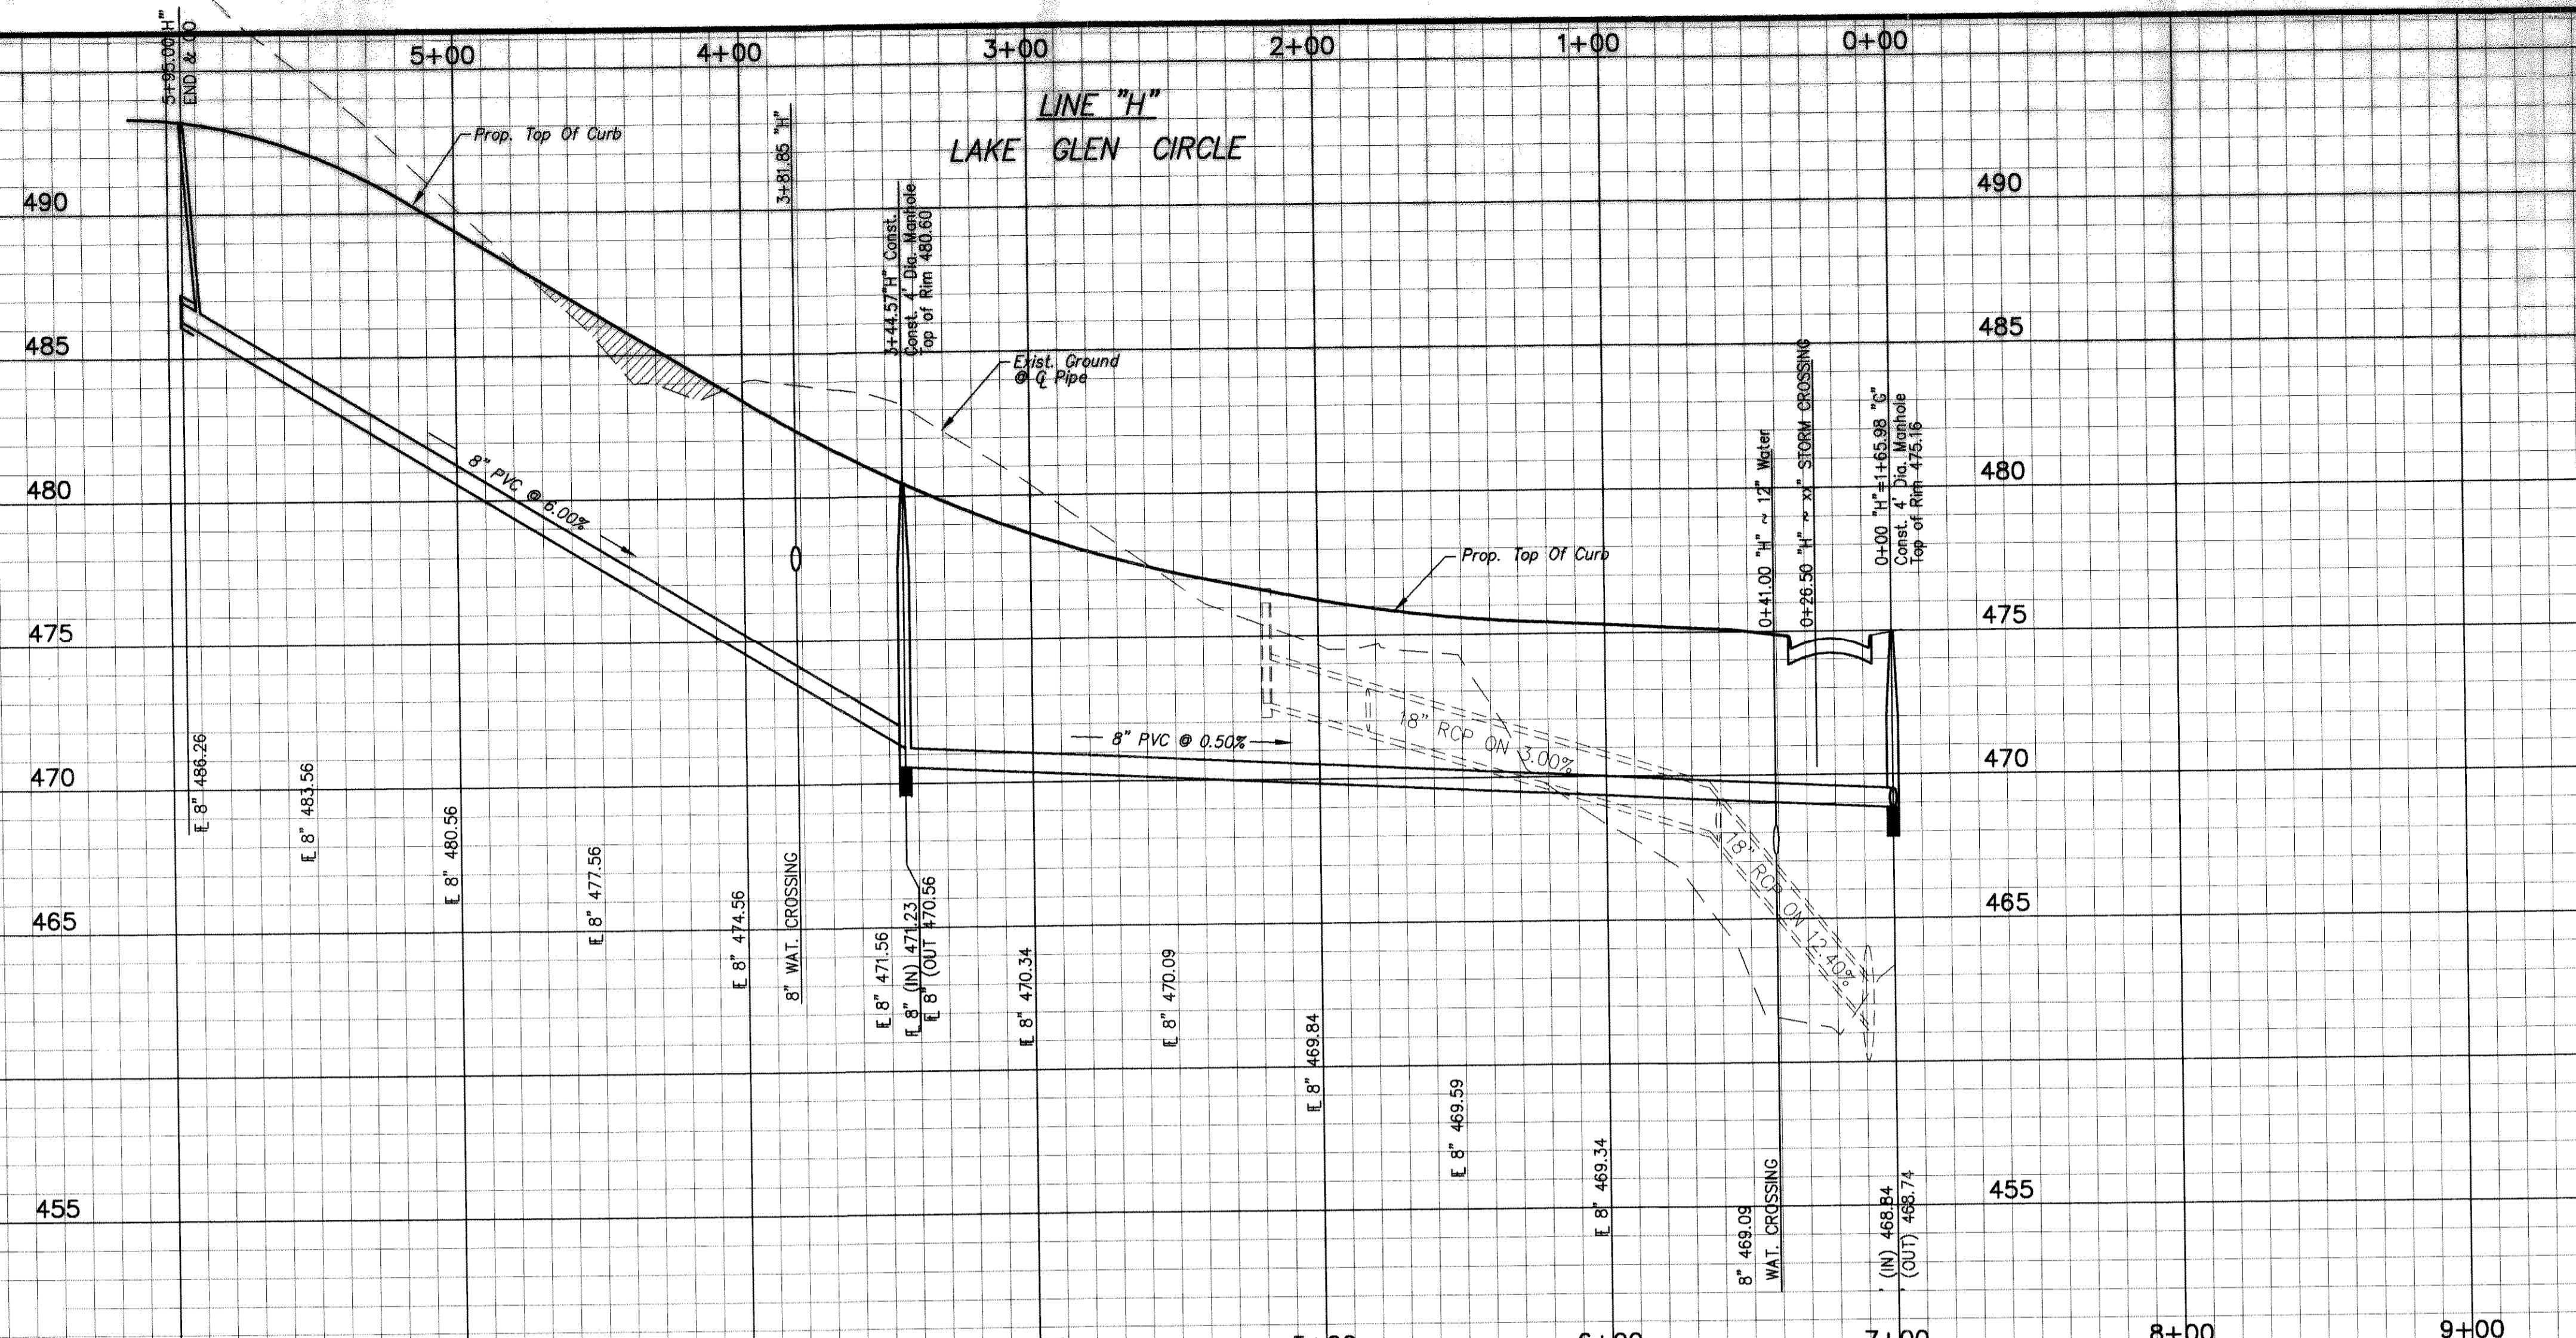 5+00
4+00
3+00
2+00
1+00
0+00
5+95.00"H"
LINE "H"
LAKE GLEN CIRCLE
Prop. Top Of Curb
3+81.85 "H"
3+44.57"H" Const.
Const. 4' Dia. Manhole
Top of Rim 480.60
490
490
485
485
Exist. Ground
@ ℄ Pipe
0+41.00 "H" ~ 12" Water
0+26.50 "H" ~ xx" STORM CROSSING
0+00 "H"=1+65.98 "G"
Const. 4' Dia. Manhole
Top of Rim 475.16
480
480
8" PVC @ 6.00%
Prop. Top Of Curb
475
475
8" PVC @ 0.50%
18" RCP ON 3.00%
18" RCP ON 12.40%
470
470
465
465
455
455
8" 486.26
8" 483.56
8" 480.56
8" 477.56
8" 474.56
8" WAT. CROSSING
8" 471.56
8" (IN) 471.23
8" (OUT 470.56
8" 470.34
8" 470.09
8" 469.84
8" 469.59
8" 469.34
8" 469.09
WAT. CROSSING
(IN) 468.84
(OUT) 468.74
7+00
8+00
9+00